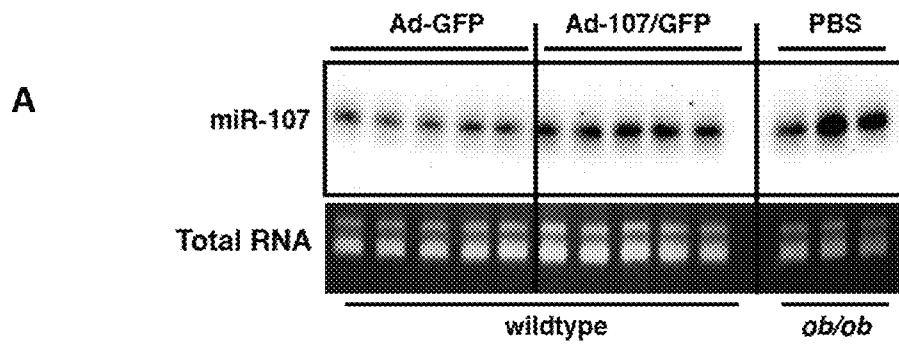 Ad-GFP Ad-107/GFP PBS
A
miR-107
Total RNA
wildtype ob/ob